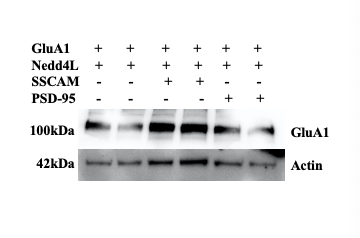 GluA1 + + + + + +
Nedd4L + + + + + +
SSCAM - - + + - -
PSD-95 - - - - + +
100kDa GluA1
42kDa Actin